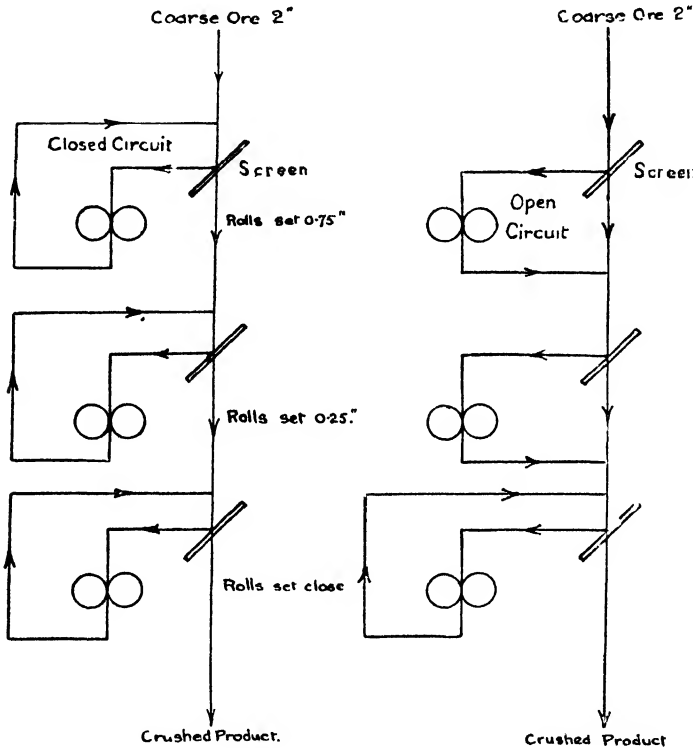 Coarse Ore 2"
Coarse Ore 2"
Closed Circuit
Screen
Screen
Rolls set 0·75"
Open
Circuit
Rolls set 0·25."
Rolls set close
Crushed Product.
Crushed Product